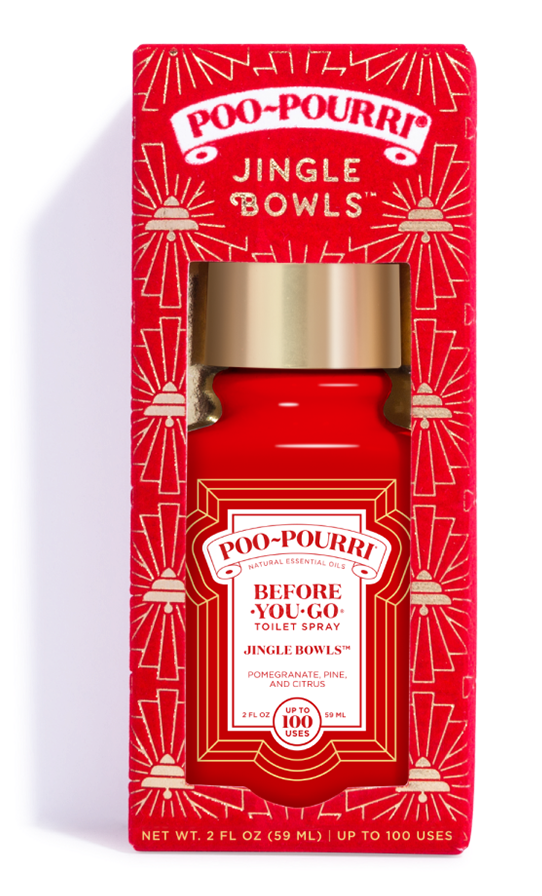 POO~POURRI®
JINGLE
BOWLS™
POO~POURRI®
NATURAL ESSENTIAL OILS
BEFORE
•YOU•GO®
TOILET SPRAY
JINGLE BOWLS™
POMEGRANATE, PINE,
AND CITRUS
2 FL OZ UP TO 59 ML
100
USES
NET WT. 2 FL OZ (59 ML) | UP TO 100 USES